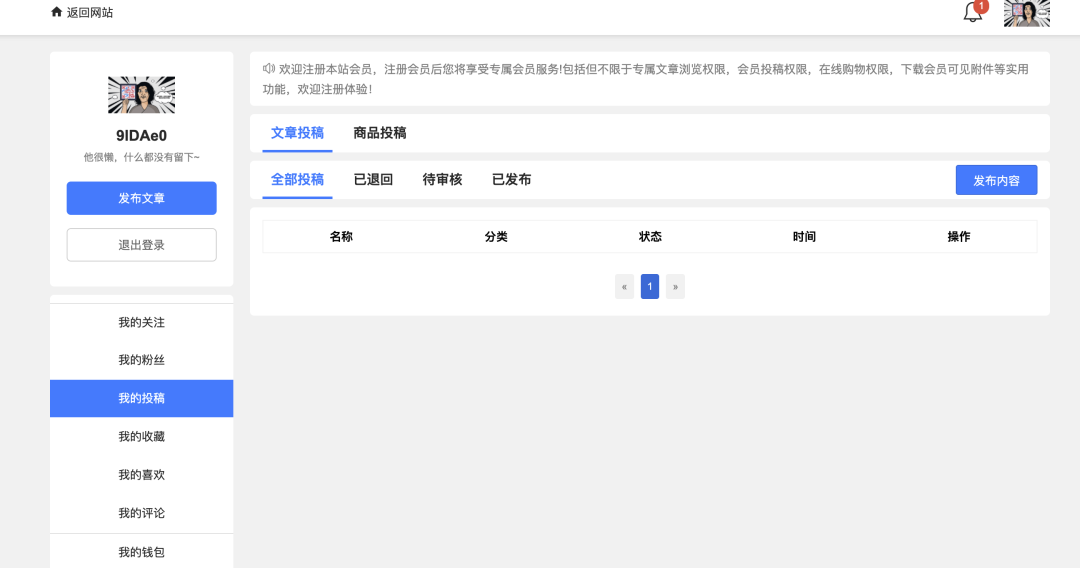 返回网站
1
9IDAe0
他很懒，什么都没有留下~
发布文章
退出登录
我的关注
我的粉丝
我的投稿
我的收藏
我的喜欢
我的评论
我的钱包
欢迎注册本站会员，注册会员后您将享受专属会员服务!包括但不限于专属文章浏览权限，会员投稿权限，在线购物权限，下载会员可见附件等实用
功能，欢迎注册体验!
文章投稿 商品投稿
全部投稿 已退回 待审核 已发布 发布内容
名称 分类 状态 时间 操作
« 1 »